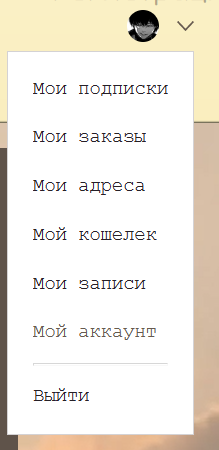 Мои подписки
Мои заказы
Мои адреса
Мой кошелек
Мои записи
Мой аккаунт
Выйти